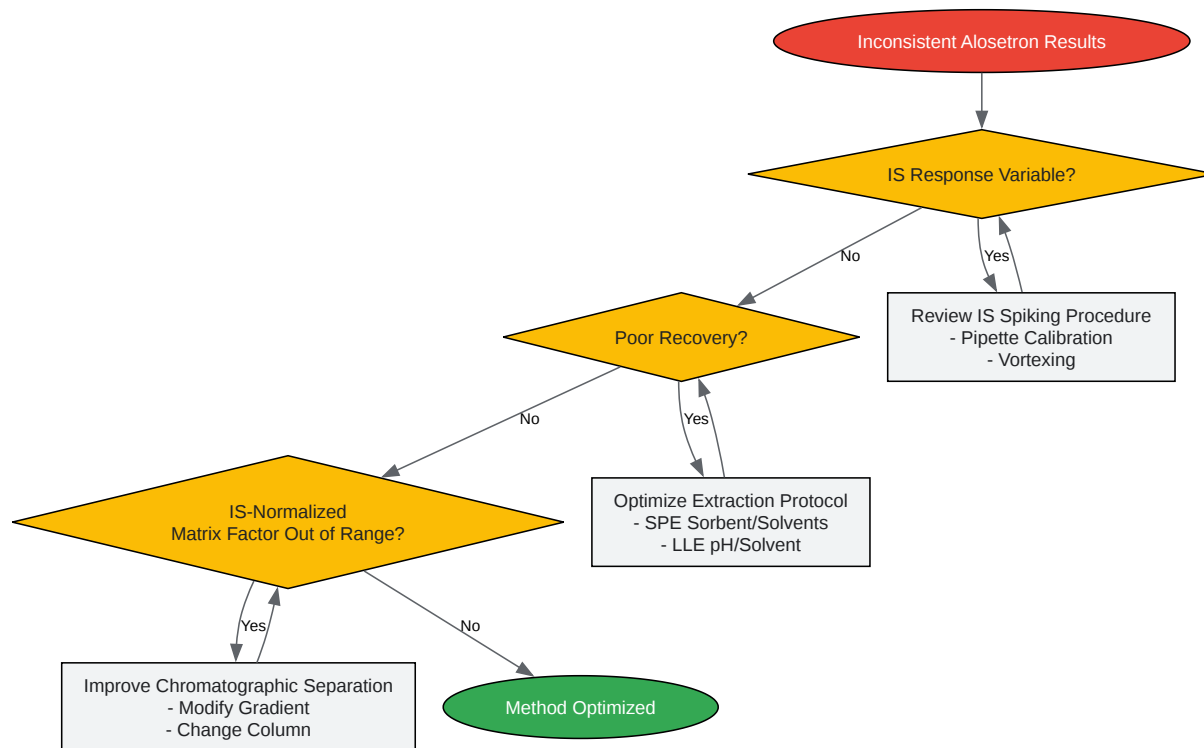 Inconsistent Alosetron Results
IS Response Variable?
No
Yes
Review IS Spiking Procedure
- Pipette Calibration
- Vortexing
Poor Recovery?
No
Yes
Optimize Extraction Protocol
- SPE Sorbent/Solvents
- LLE pH/Solvent
IS-Normalized
Matrix Factor Out of Range?
Yes
No
Improve Chromatographic Separation
- Modify Gradient
- Change Column
Method Optimized